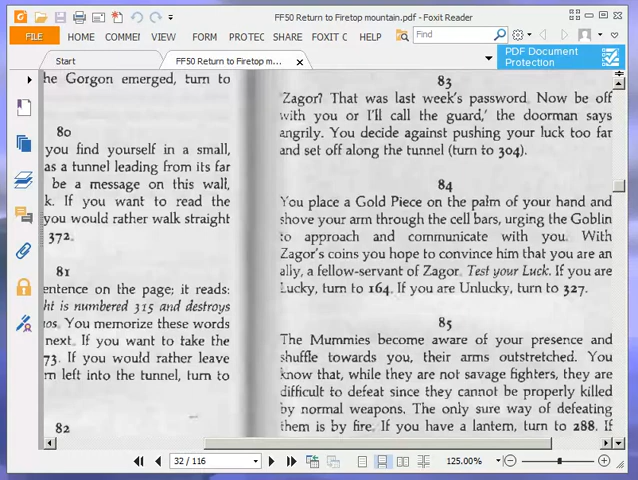 FF50 Return to Firetop mountain.pdf - Foxit Reader
FILE HOME COMME VIEW FORM PROTEC SHARE FOXIT C HELP Find
Start FF50 Return to Firetop m... PDF Document Protection
he Gorgon emerged, turn to
80
you find yourself in a small,
as a tunnel leading from its far
be a message on this wall,
k. If you want to read the
you would rather walk straight
372.
81
entence on the page; it reads:
ht is numbered 315 and destroys
You memorize these words
next. If you want to take the
73. If you would rather leave
rn left into the tunnel, turn to
82
83
'Zagor? That was last week's password. Now be off
with you or I'll call the guard,' the doorman says
angrily. You decide against pushing your luck too far
and set off along the tunnel (turn to 304).
84
You place a Gold Piece on the palm of your hand and
shove your arm through the cell bars, urging the Goblin
to approach and communicate with you. With
Zagor's coins you hope to convince him that you are an
ally, a fellow-servant of Zagor. Test your Luck. If you are
Lucky, turn to 164. If you are Unlucky, turn to 327.
85
The Mummies become aware of your presence and
shuffle towards you, their arms outstretched. You
know that, while they are not savage fighters, they are
difficult to defeat since they cannot be properly killed
by normal weapons. The only sure way of defeating
them is by fire. If you have a lantern, turn to 288. If
32 / 116 125.00%